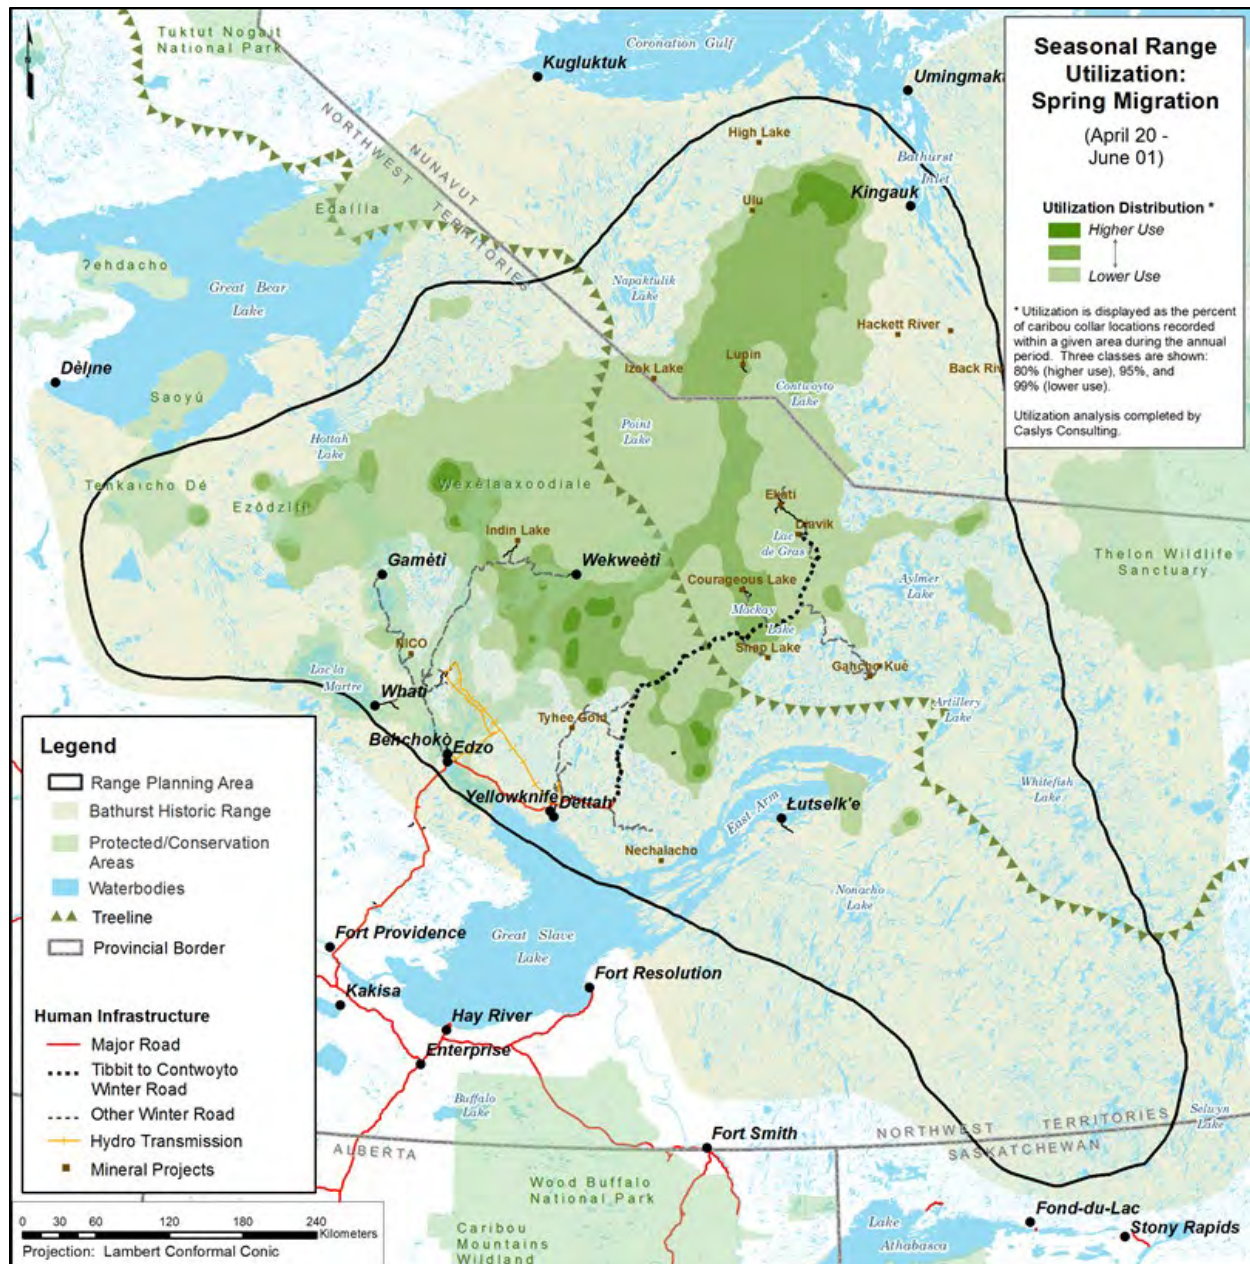 Tuktut Nogait
National Park
Coronation Gulf
Kugluktuk
Umingmak
Seasonal Range
Utilization:
Spring Migration
(April 20 -
June 01)
Utilization Distribution *
Higher Use
Lower Use
* Utilization is displayed as the percent
of caribou collar locations recorded
within a given area during the annual
period. Three classes are shown:
80% (higher use), 95%, and
99% (lower use).
Utilization analysis completed by
Caslys Consulting.
NUNAVUT
NORTHWEST TERRITORIES
High Lake
Bathurst
Inlet
Kingauk
Ulu
Edaįįla
Ɂehdacho
Great Bear
Lake
Napaktulik
Lake
Hackett River
Back Riv
Lupin
Izok Lake
Contwoyto
Lake
Dèlįne
Saoyú
Point
Lake
Hottah
Lake
Wexèlaaxoodiale
Ekati
Diavik
Lac
de Gras
Indin Lake
Thelon Wildlife
Sanctuary
Gamètì
Wekweètì
Courageous Lake
Aylmer
Lake
Mackay
Lake
NICO
Snap Lake
Gahcho Kué
Lac la
Martre
Whatì
Artillery
Lake
Tyhee Gold
Behchokò
Edzo
Yellowknife
Dettah
East Arm
Łutselk'e
Whitefish
Lake
Nechalacho
Nonacho
Lake
Fort Providence
Great Slave
Lake
Fort Resolution
Kakisa
Hay River
Enterprise
Buffalo
Lake
Fort Smith
NORTHWEST TERRITORIES
SASKATCHEWAN
Selwyn
Lake
ALBERTA
Wood Buffalo
National Park
Caribou
Mountains
Wildland
Lake
Athabasca
Fond-du-Lac
Stony Rapids
Legend
Range Planning Area
Bathurst Historic Range
Protected/Conservation
Areas
Waterbodies
Treeline
Provincial Border
Human Infrastructure
Major Road
Tibbit to Contwoyto
Winter Road
Other Winter Road
Hydro Transmission
Mineral Projects
0 30 60 120 180 240
Kilometers
Projection: Lambert Conformal Conic